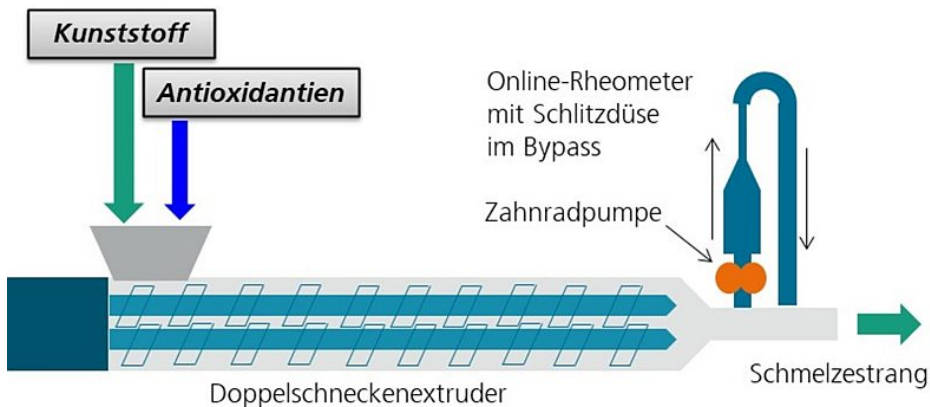 Kunststoff
Antioxidantien
Online-Rheometer
mit Schlitzdüse
im Bypass
Zahnradpumpe
Schmelzestrang
Doppelschneckenextruder